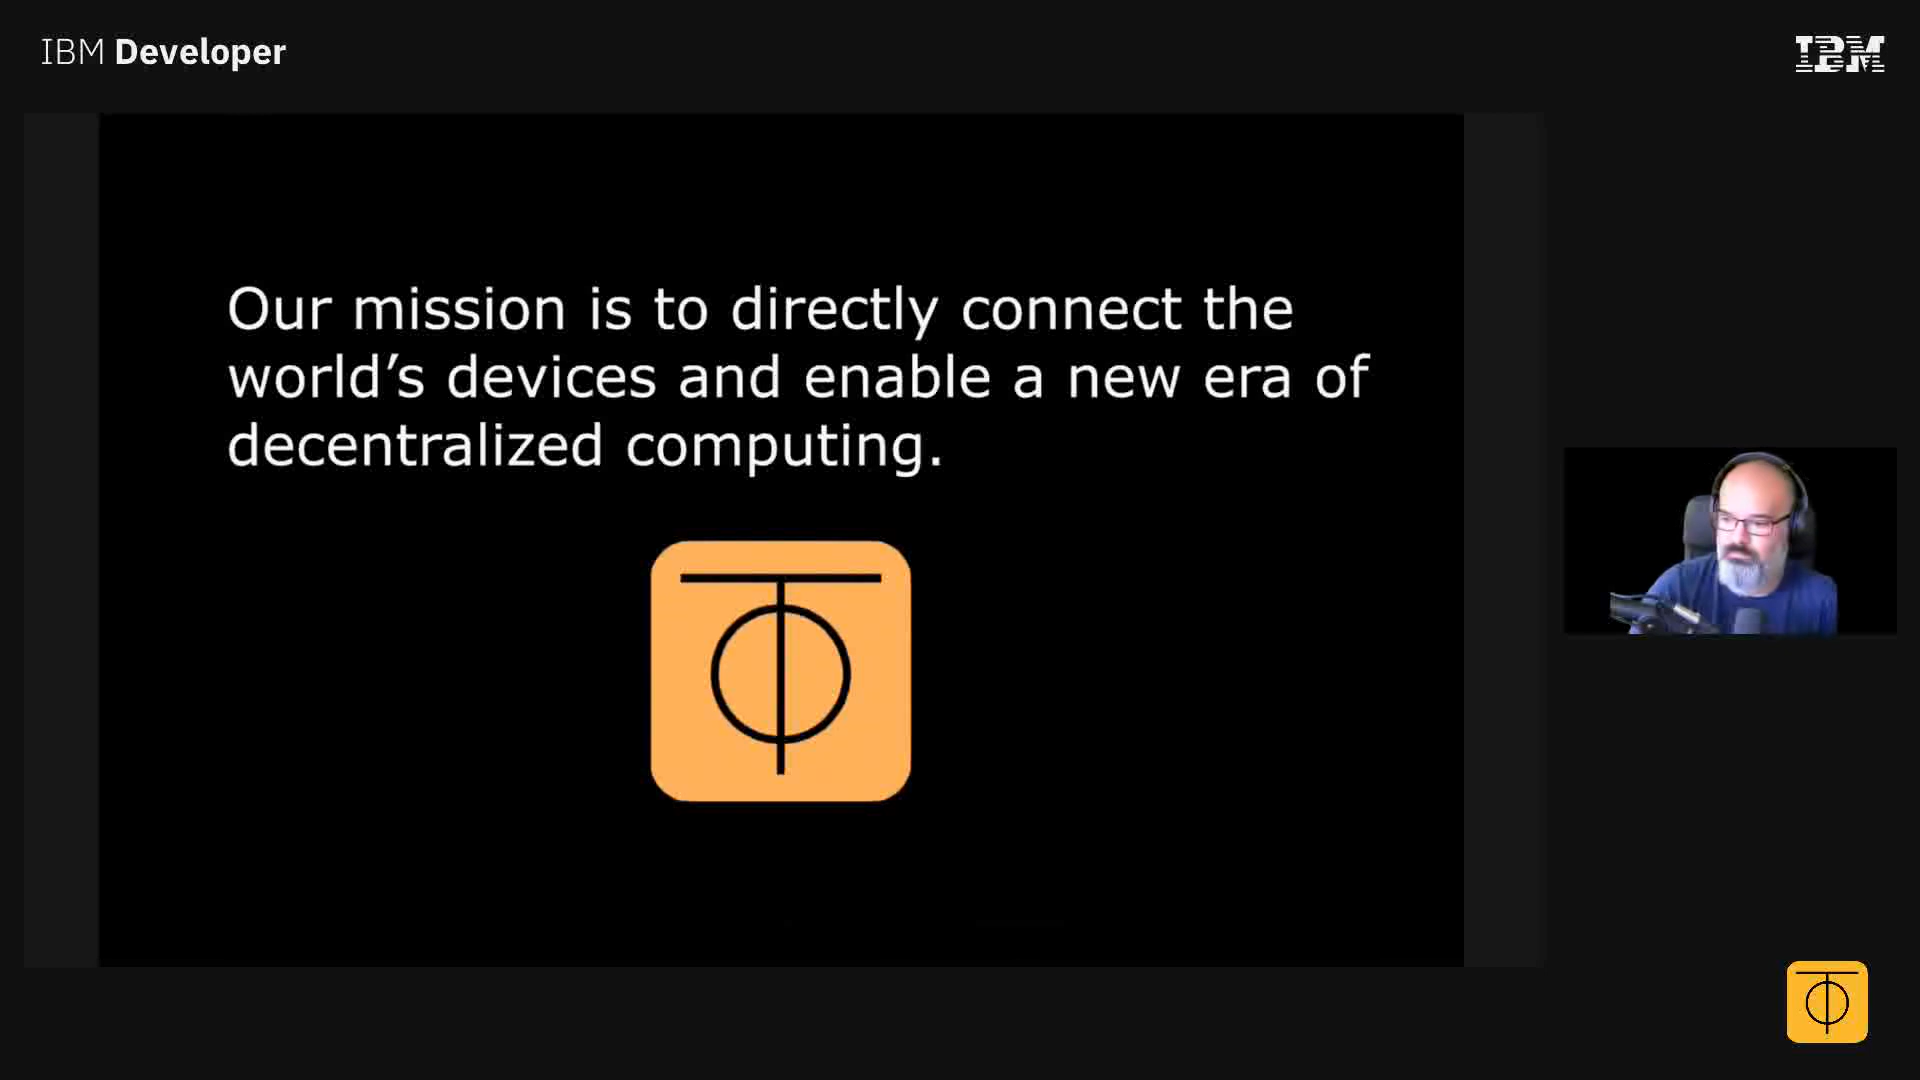 IBM Developer
IBM
Our mission is to directly connect the
world’s devices and enable a new era of
decentralized computing.